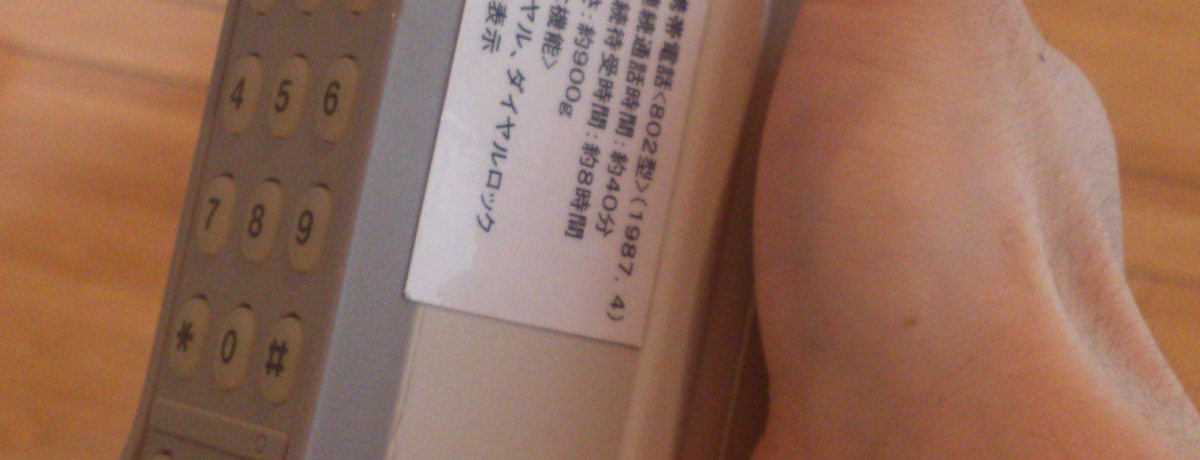 4 5 6
7 8 9
* 0 #
携帯電話〈802型〉(1987.4)
連続通話時間：約40分
続待受時間：約8時間
：約900g
機能〉
ヤル、ダイヤルロック
表示